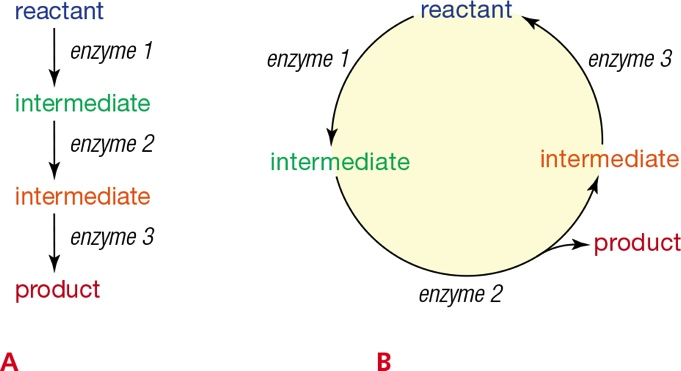 reactant
enzyme 1
intermediate
enzyme 2
intermediate
enzyme 3
product
A
reactant
enzyme 1
enzyme 3
intermediate
intermediate
product
enzyme 2
B